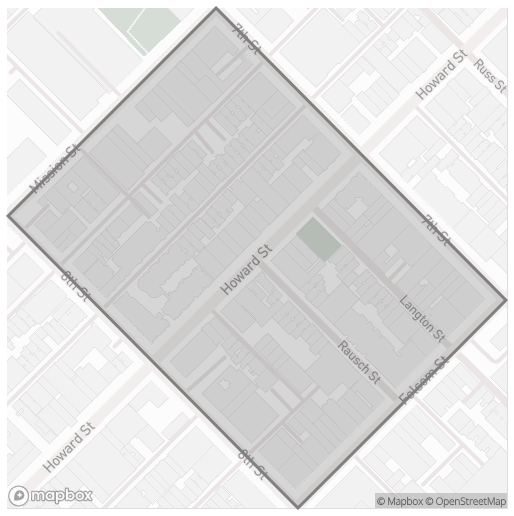 7th St
Howard St
Russ St
Mission St
7th St
Howard St
8th St
Langton St
Rausch St
Folsom St
Howard St
8th St
mapbox
© Mapbox © OpenStreetMap